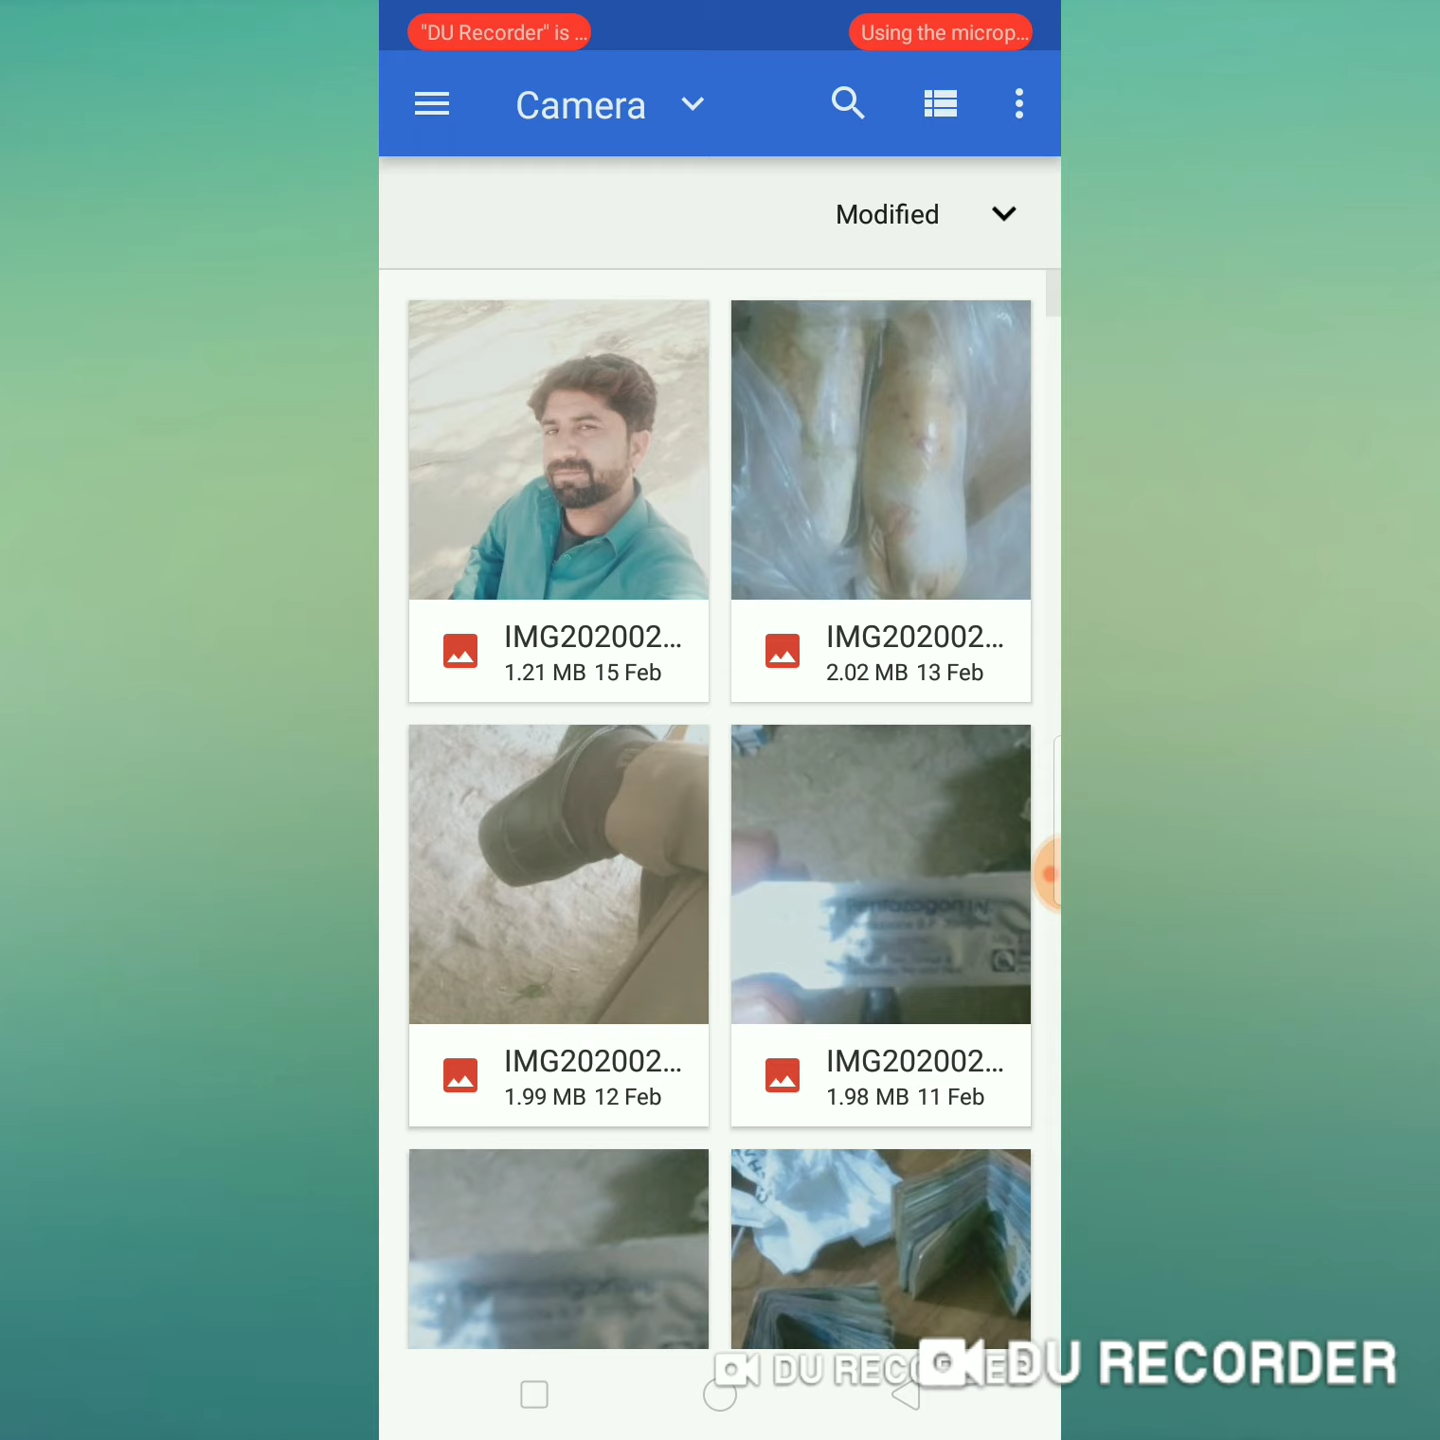 "DU Recorder" is ...
Using the microp...
Camera
Modified
IMG202002...
1.21 MB 15 Feb
IMG202002...
2.02 MB 13 Feb
IMG202002...
1.99 MB 12 Feb
IMG202002...
1.98 MB 11 Feb
DU RECORDER